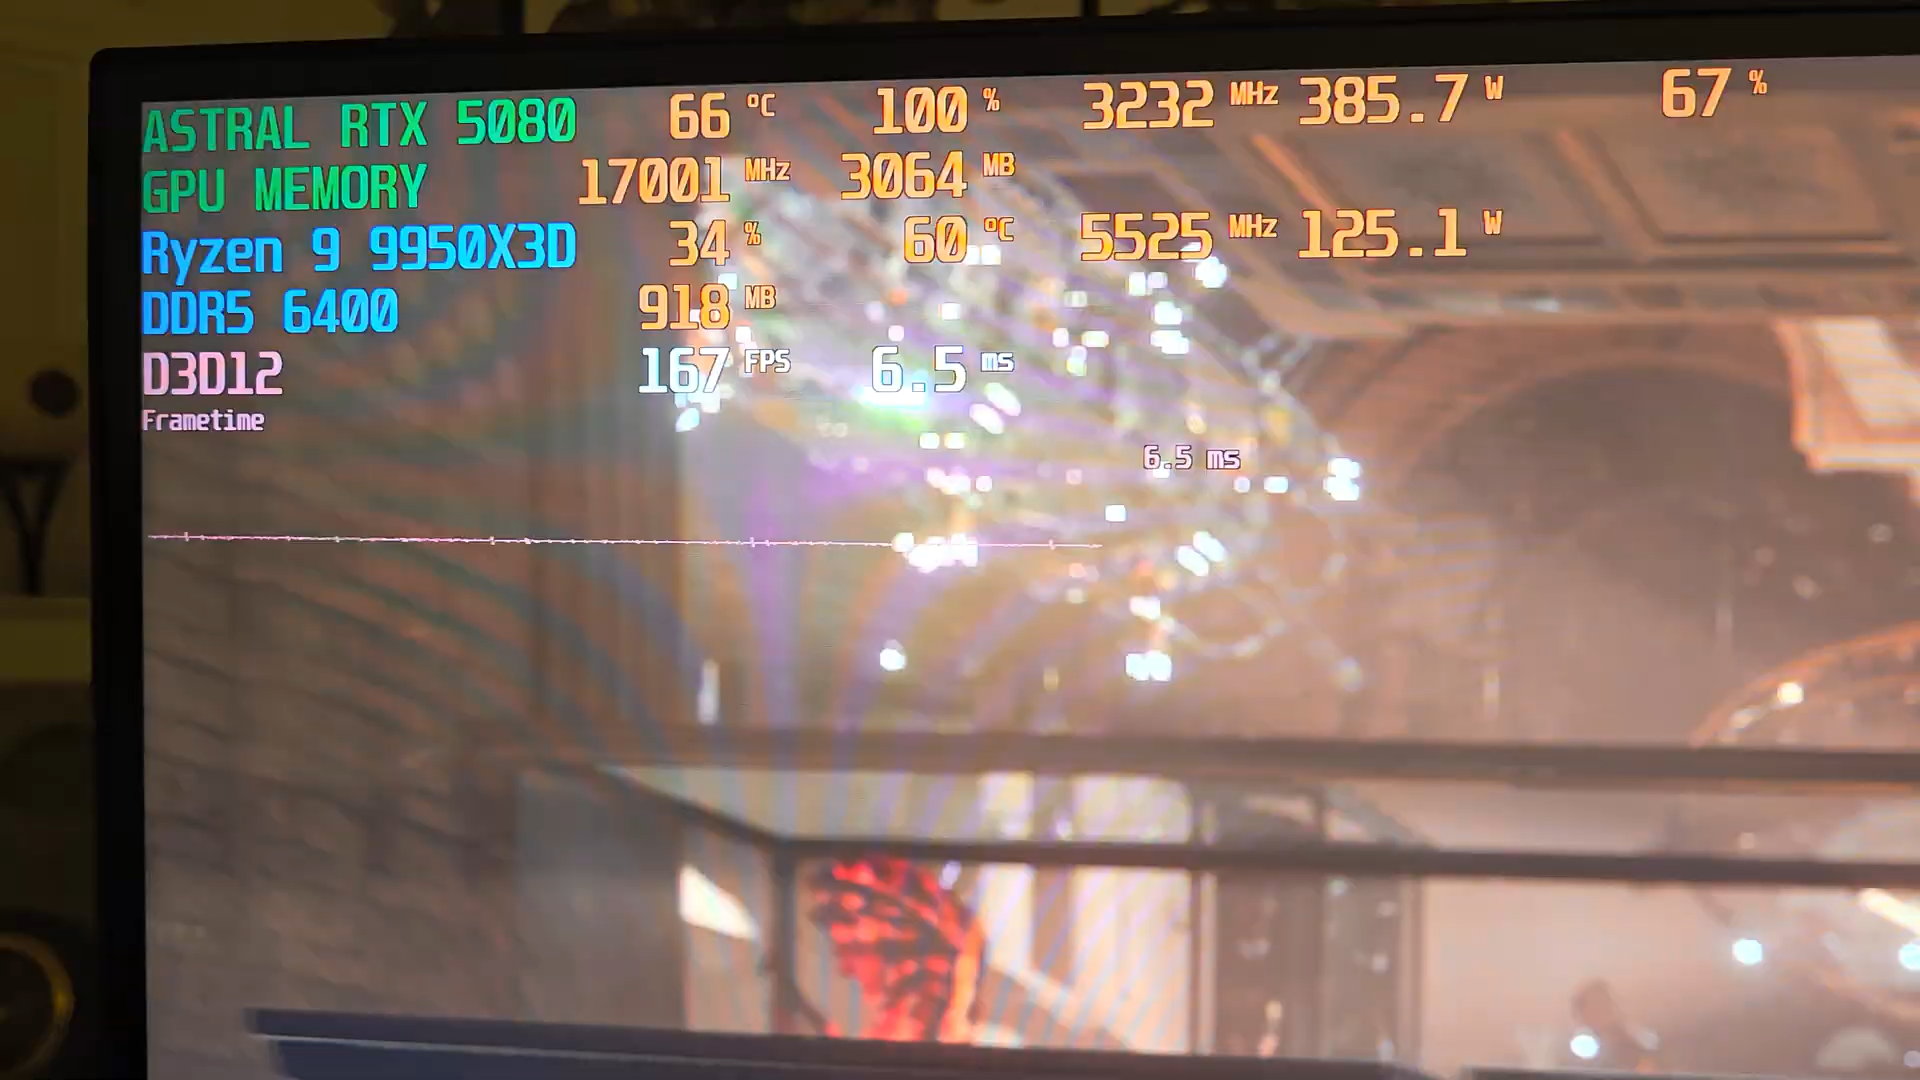 ASTRAL RTX 5080 66 °C 100 % 3232 MHz 385.7 W 67 %
GPU MEMORY 17001 MHz 3064 MB
Ryzen 9 9950X3D 34 % 60 °C 5525 MHz 125.1 W
DDR5 6400 918 MB
D3D12 167 FPS 6.5 ms
Frametime
6.5 ms